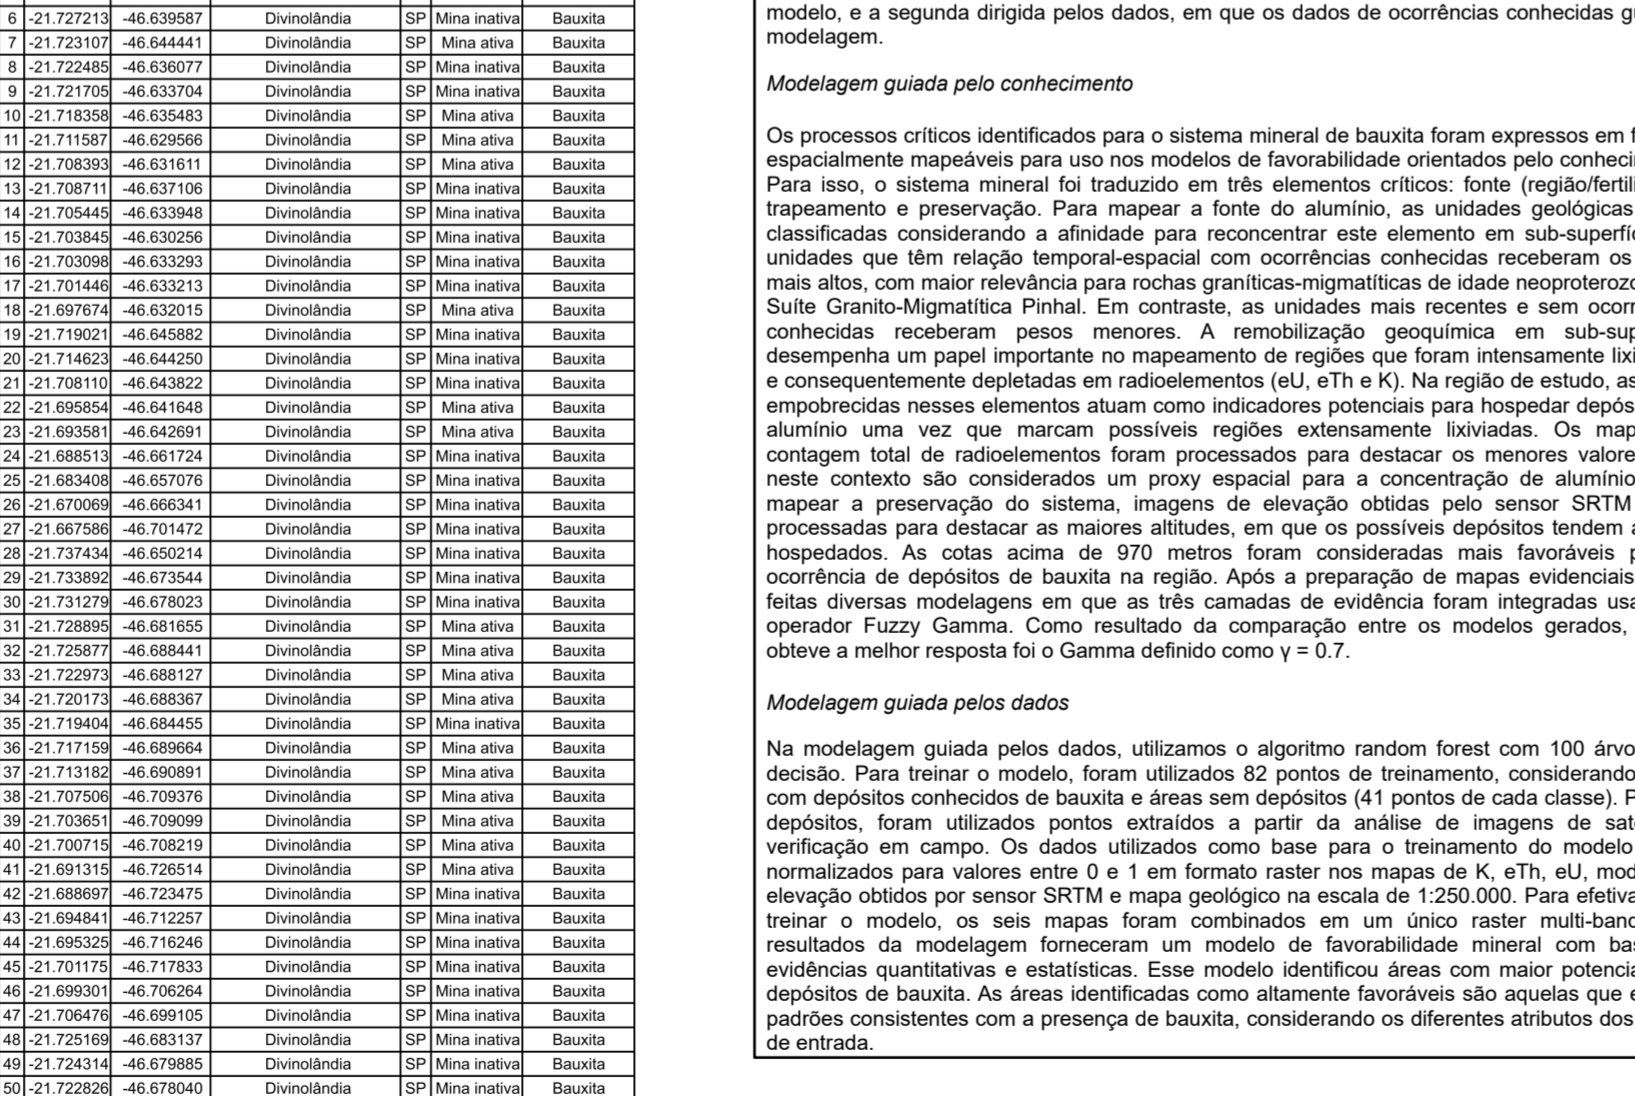 6 -21.727213 -46.639587 Divinolândia SP Mina inativa Bauxita
7 -21.723107 -46.644441 Divinolândia SP Mina ativa Bauxita
8 -21.722485 -46.636077 Divinolândia SP Mina inativa Bauxita
9 -21.721705 -46.633704 Divinolândia SP Mina inativa Bauxita
10 -21.718358 -46.635483 Divinolândia SP Mina ativa Bauxita
11 -21.711587 -46.629566 Divinolândia SP Mina ativa Bauxita
12 -21.708393 -46.631611 Divinolândia SP Mina ativa Bauxita
13 -21.708711 -46.637106 Divinolândia SP Mina inativa Bauxita
14 -21.705445 -46.633948 Divinolândia SP Mina inativa Bauxita
15 -21.703845 -46.630256 Divinolândia SP Mina inativa Bauxita
16 -21.703098 -46.633293 Divinolândia SP Mina inativa Bauxita
17 -21.701446 -46.633213 Divinolândia SP Mina inativa Bauxita
18 -21.697674 -46.632015 Divinolândia SP Mina ativa Bauxita
19 -21.719021 -46.645882 Divinolândia SP Mina inativa Bauxita
20 -21.714623 -46.644250 Divinolândia SP Mina inativa Bauxita
21 -21.708110 -46.643822 Divinolândia SP Mina inativa Bauxita
22 -21.695854 -46.641648 Divinolândia SP Mina ativa Bauxita
23 -21.693581 -46.642691 Divinolândia SP Mina ativa Bauxita
24 -21.688513 -46.661724 Divinolândia SP Mina inativa Bauxita
25 -21.683408 -46.657076 Divinolândia SP Mina inativa Bauxita
26 -21.670069 -46.666341 Divinolândia SP Mina inativa Bauxita
27 -21.667586 -46.701472 Divinolândia SP Mina inativa Bauxita
28 -21.737434 -46.650214 Divinolândia SP Mina inativa Bauxita
29 -21.733892 -46.673544 Divinolândia SP Mina inativa Bauxita
30 -21.731279 -46.678023 Divinolândia SP Mina inativa Bauxita
31 -21.728895 -46.681655 Divinolândia SP Mina ativa Bauxita
32 -21.725877 -46.688441 Divinolândia SP Mina ativa Bauxita
33 -21.722973 -46.688127 Divinolândia SP Mina ativa Bauxita
34 -21.720173 -46.688367 Divinolândia SP Mina ativa Bauxita
35 -21.719404 -46.684455 Divinolândia SP Mina inativa Bauxita
36 -21.717159 -46.689664 Divinolândia SP Mina ativa Bauxita
37 -21.713182 -46.690891 Divinolândia SP Mina ativa Bauxita
38 -21.707506 -46.709376 Divinolândia SP Mina ativa Bauxita
39 -21.703651 -46.709099 Divinolândia SP Mina ativa Bauxita
40 -21.700715 -46.708219 Divinolândia SP Mina ativa Bauxita
41 -21.691315 -46.726514 Divinolândia SP Mina ativa Bauxita
42 -21.688697 -46.723475 Divinolândia SP Mina inativa Bauxita
43 -21.694841 -46.712257 Divinolândia SP Mina inativa Bauxita
44 -21.695325 -46.716246 Divinolândia SP Mina inativa Bauxita
45 -21.701175 -46.717833 Divinolândia SP Mina inativa Bauxita
46 -21.699301 -46.706264 Divinolândia SP Mina inativa Bauxita
47 -21.706476 -46.699105 Divinolândia SP Mina inativa Bauxita
48 -21.725169 -46.683137 Divinolândia SP Mina inativa Bauxita
49 -21.724314 -46.679885 Divinolândia SP Mina inativa Bauxita
50 -21.722826 -46.678040 Divinolândia SP Mina inativa Bauxita
modelo, e a segunda dirigida pelos dados, em que os dados de ocorrências conhecidas
modelagem.
Modelagem guiada pelo conhecimento
Os processos críticos identificados para o sistema mineral de bauxita foram expressos em
espacialmente mapeáveis para uso nos modelos de favorabilidade orientados pelo
Para isso, o sistema mineral foi traduzido em três elementos críticos: fonte
trapeamento e preservação. Para mapear a fonte do alumínio, as unidades geológicas
classificadas considerando a afinidade para reconcentrar este elemento em
unidades que têm relação temporal-espacial com ocorrências conhecidas receberam os
mais altos, com maior relevância para rochas graníticas-migmatíticas de idade
Suíte Granito-Migmatítica Pinhal. Em contraste, as unidades mais recentes e sem
conhecidas receberam pesos menores. A remobilização geoquímica em
desempenha um papel importante no mapeamento de regiões que foram intensamente
e consequentemente depletadas em radioelementos (eU, eTh e K). Na região de estudo, as
empobrecidas nesses elementos atuam como indicadores potenciais para hospedar
alumínio uma vez que marcam possíveis regiões extensamente lixiviadas. Os
contagem total de radioelementos foram processados para destacar os menores
neste contexto são considerados um proxy espacial para a concentração de alumínio
mapear a preservação do sistema, imagens de elevação obtidas pelo sensor SRTM
processadas para destacar as maiores altitudes, em que os possíveis depósitos tendem a
hospedados. As cotas acima de 970 metros foram consideradas mais favoráveis
ocorrência de depósitos de bauxita na região. Após a preparação de mapas evidenciais
feitas diversas modelagens em que as três camadas de evidência foram integradas
operador Fuzzy Gamma. Como resultado da comparação entre os modelos gerados,
obteve a melhor resposta foi o Gamma definido como γ = 0.7.
Modelagem guiada pelos dados
Na modelagem guiada pelos dados, utilizamos o algoritmo random forest com 100
decisão. Para treinar o modelo, foram utilizados 82 pontos de treinamento, considerando
com depósitos conhecidos de bauxita e áreas sem depósitos (41 pontos de cada classe).
depósitos, foram utilizados pontos extraídos a partir da análise de imagens de
verificação em campo. Os dados utilizados como base para o treinamento do modelo
normalizados para valores entre 0 e 1 em formato raster nos mapas de K, eTh, eU,
elevação obtidos por sensor SRTM e mapa geológico na escala de 1:250.000. Para
treinar o modelo, os seis mapas foram combinados em um único raster
resultados da modelagem forneceram um modelo de favorabilidade mineral com
evidências quantitativas e estatísticas. Esse modelo identificou áreas com maior
depósitos de bauxita. As áreas identificadas como altamente favoráveis são aquelas que
padrões consistentes com a presença de bauxita, considerando os diferentes atributos dos
de entrada.